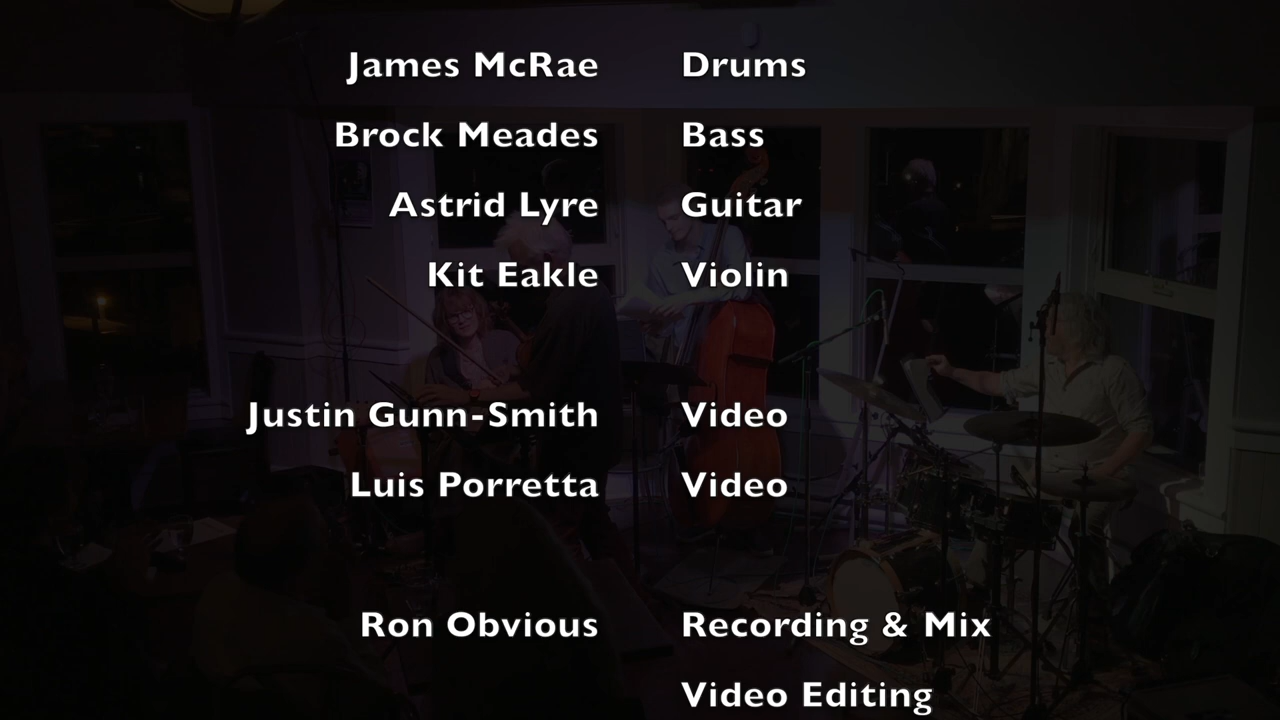 James McRae Drums
Brock Meades Bass
Astrid Lyre Guitar
Kit Eakle Violin
Justin Gunn-Smith Video
Luis Porretta Video
Ron Obvious Recording & Mix
Video Editing